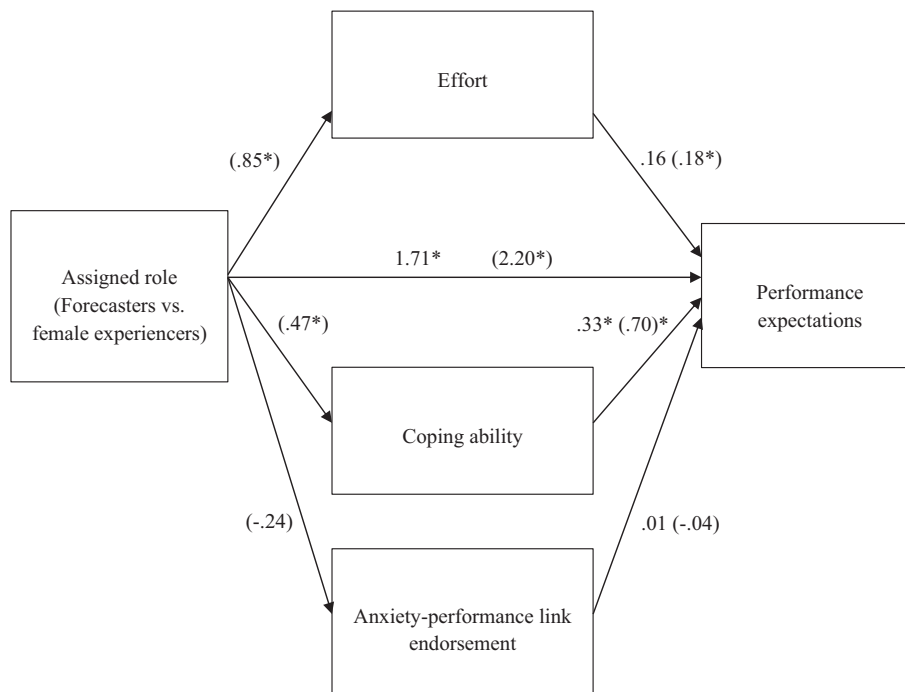 Effort
(.85*)
.16 (.18*)
Assigned role
(Forecasters vs.
female experiencers)
1.71* (2.20*)
Performance
expectations
(.47*)
.33* (.70)*
Coping ability
(-.24)
.01 (-.04)
Anxiety-performance link
endorsement